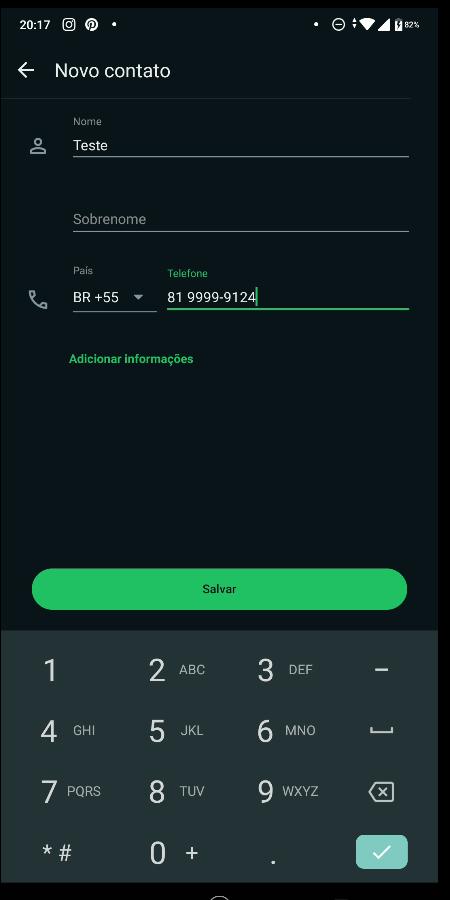 20:17 82%
Novo contato
Nome
Teste
Sobrenome
País Telefone
BR +55 81 9999-9124
Adicionar informações
Salvar
1 2 ABC 3 DEF –
4 GHI 5 JKL 6 MNO
7 PQRS 8 TUV 9 WXYZ
* # 0 + .